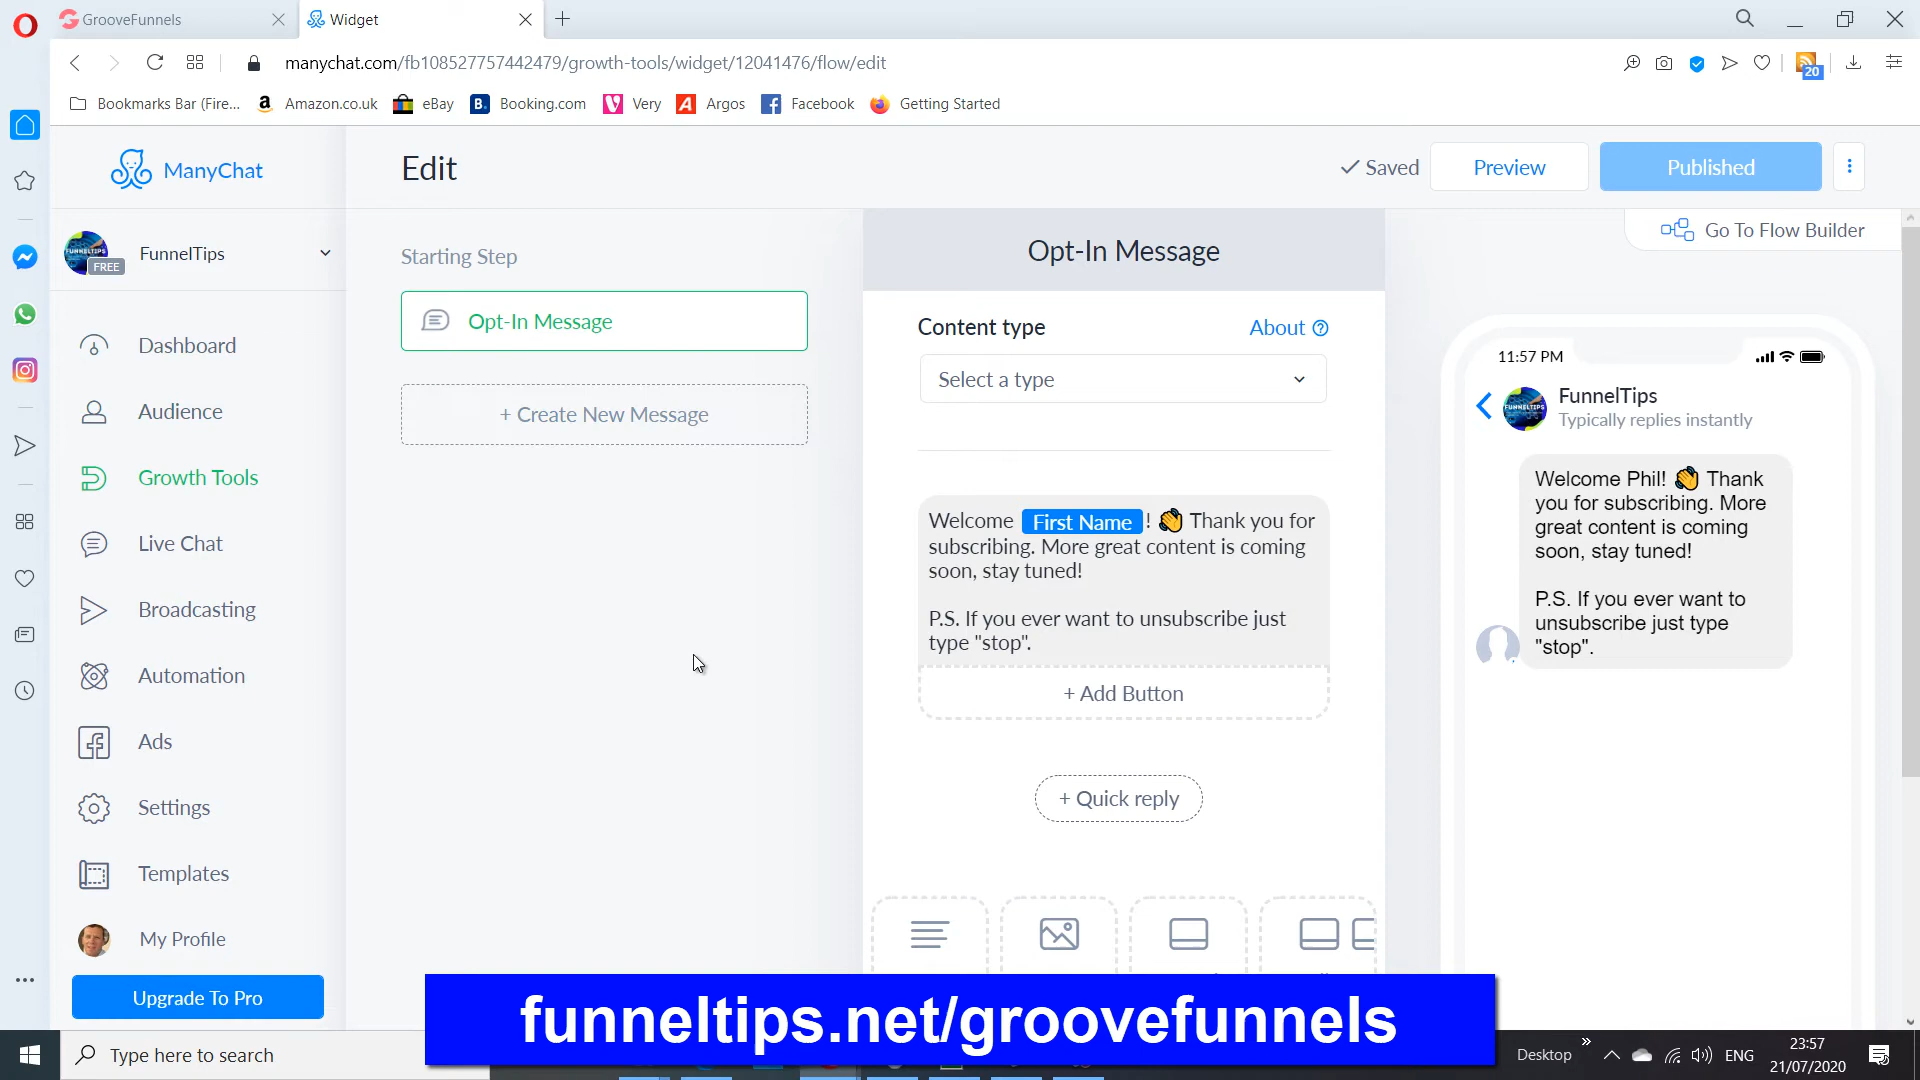 GrooveFunnels
Widget
manychat.com/fb108527757442479/growth-tools/widget/12041476/flow/edit
20
Bookmarks Bar (Fire...
Amazon.co.uk
eBay
Booking.com
Very
Argos
Facebook
Getting Started
ManyChat
Edit
Saved
Preview
Published
FunnelTips
FREE
Dashboard
Audience
Growth Tools
Live Chat
Broadcasting
Automation
Ads
Settings
Templates
My Profile
Upgrade To Pro
Starting Step
Opt-In Message
+ Create New Message
Opt-In Message
Content type
About
Select a type
Welcome First Name ! 👏 Thank you for
subscribing. More great content is coming
soon, stay tuned!
P.S. If you ever want to unsubscribe just
type "stop".
+ Add Button
+ Quick reply
Go To Flow Builder
11:57 PM
FunnelTips
Typically replies instantly
Welcome Phil! 👏 Thank
you for subscribing. More
great content is coming
soon, stay tuned!
P.S. If you ever want to
unsubscribe just type
"stop".
funneltips.net/groovefunnels
Type here to search
Desktop
ENG
23:57
21/07/2020